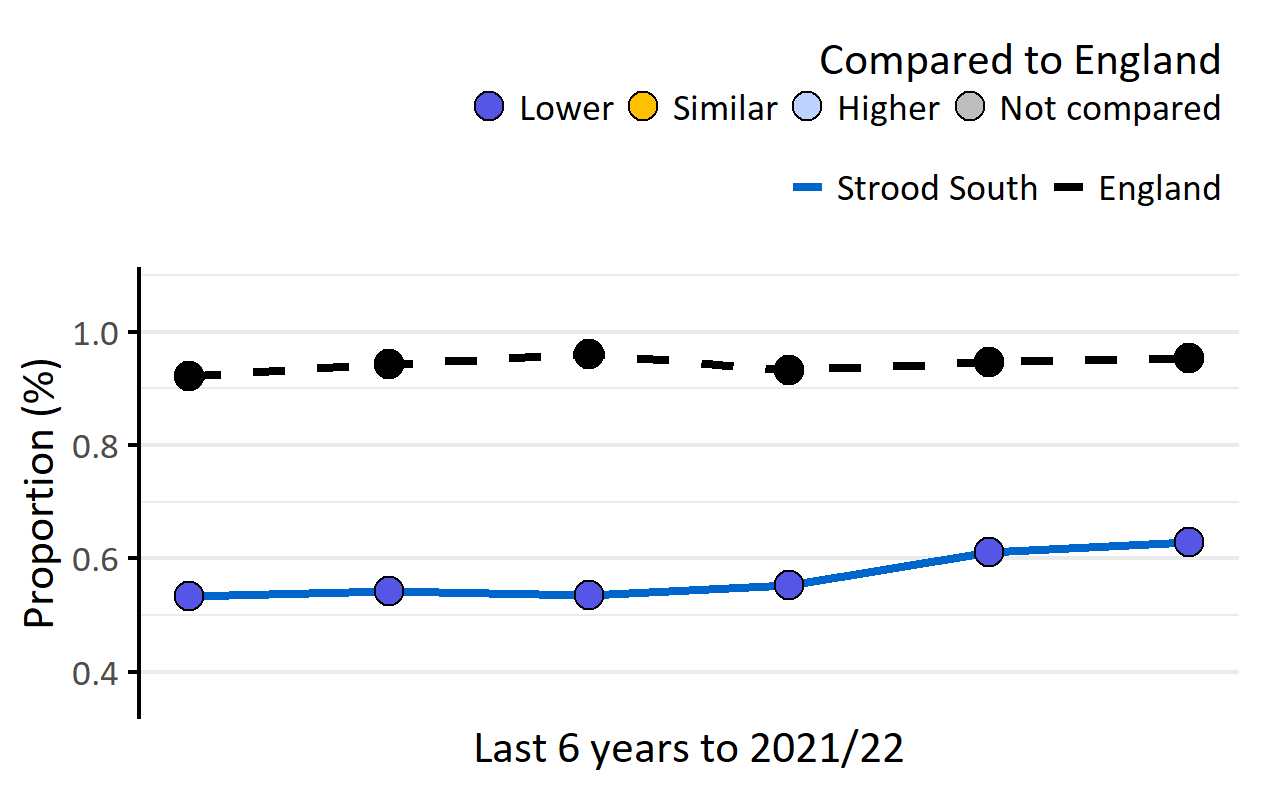 Compared to England
Lower Similar Higher Not compared
Strood South England
Proportion (%)
1.0
0.8
0.6
0.4
Last 6 years to 2021/22